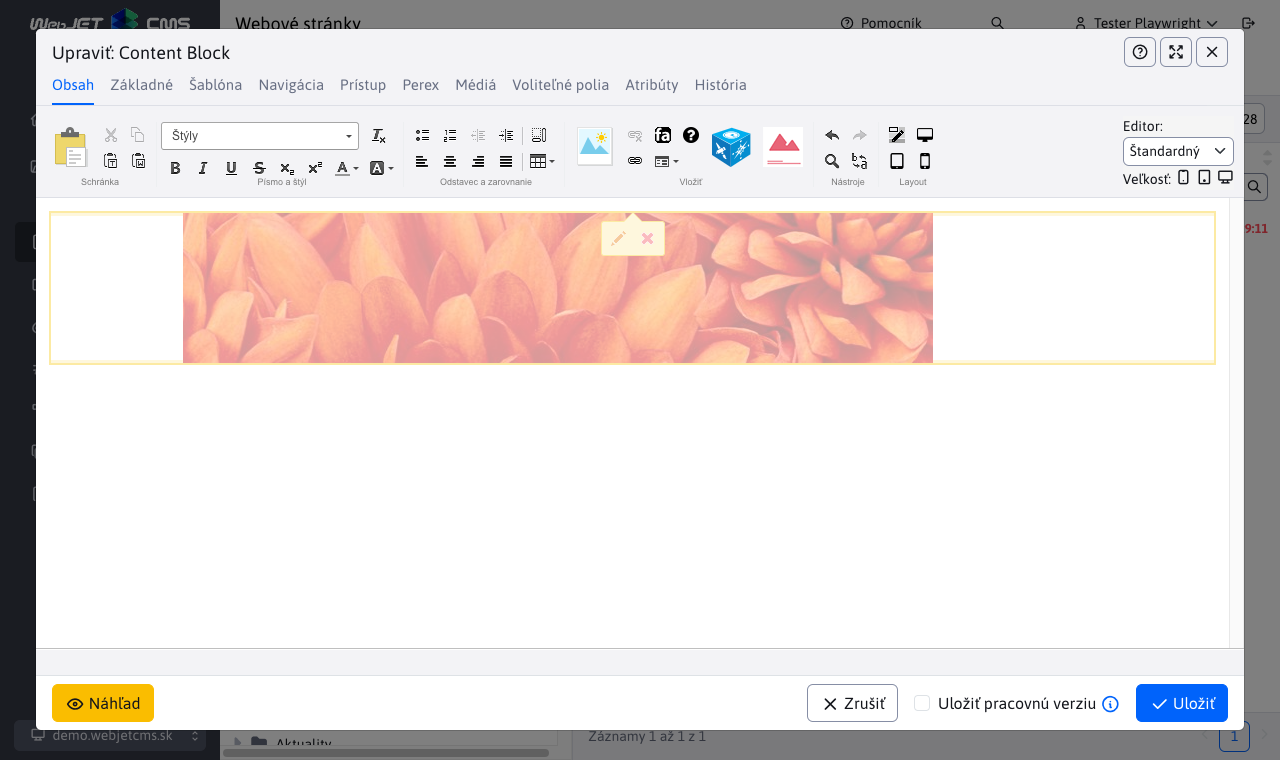 WebJET CMS
Webové stránky
Pomocník
Tester Playwright
Upraviť: Content Block
Obsah
Základné
Šablóna
Navigácia
Prístup
Perex
Médiá
Voliteľné polia
Atribúty
História
Štýly
Schránka
Písmo a štýl
Odstavec a zarovnanie
Vložiť
Nástroje
Layout
Editor:
Štandardný
Veľkosť:
28
9:11
Náhľad
Zrušiť
Uložiť pracovnú verziu
Uložiť
demo.webjetcms.sk
Aktuality
Záznamy 1 až 1 z 1
1